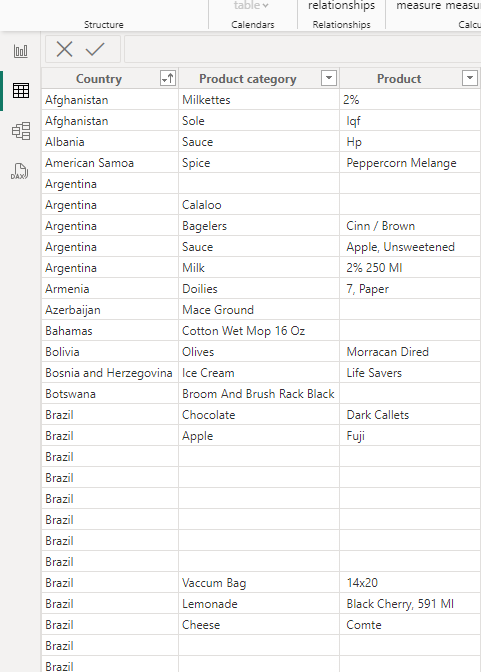 table
relationships
measure measu
Structure
Calendars
Relationships
Calcu
DAX
Country Product category Product
Afghanistan Milkettes 2%
Afghanistan Sole Iqf
Albania Sauce Hp
American Samoa Spice Peppercorn Melange
Argentina
Argentina Calaloo
Argentina Bagelers Cinn / Brown
Argentina Sauce Apple, Unsweetened
Argentina Milk 2% 250 Ml
Armenia Doilies 7, Paper
Azerbaijan Mace Ground
Bahamas Cotton Wet Mop 16 Oz
Bolivia Olives Morracan Dired
Bosnia and Herzegovina Ice Cream Life Savers
Botswana Broom And Brush Rack Black
Brazil Chocolate Dark Callets
Brazil Apple Fuji
Brazil
Brazil
Brazil
Brazil
Brazil
Brazil
Brazil Vaccum Bag 14x20
Brazil Lemonade Black Cherry, 591 Ml
Brazil Cheese Comte
Brazil
Brazil